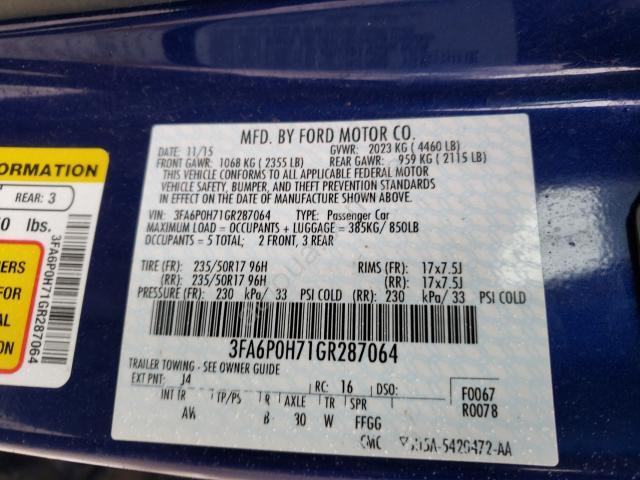 ORMATION
REAR: 3
0 lbs.
ERS
FOR
AL
3FA6P0H71GR287064
MFD. BY FORD MOTOR CO.
DATE: 11/15 GVWR: 2023 KG ( 4460 LB)
FRONT GAWR: 1068 KG ( 2355 LB) REAR GAWR: 959 KG ( 2115 LB)
THIS VEHICLE CONFORMS TO ALL APPLICABLE FEDERAL MOTOR
VEHICLE SAFETY, BUMPER, AND THEFT PREVENTION STANDARDS
IN EFFECT ON THE DATE OF MANUFACTURE SHOWN ABOVE.
VIN: 3FA6P0H71GR287064 TYPE: Passenger Car
MAXIMUM LOAD = OCCUPANTS + LUGGAGE = 385KG/ 850LB
OCCUPANTS = 5 TOTAL; 2 FRONT, 3 REAR
TIRE (FR): 235/50R17 96H RIMS (FR): 17x7.5J
(RR): 235/50R17 96H (RR): 17x7.5J
PRESSURE (FR): 230 kPa/ 33 PSI COLD (RR): 230 kPa/ 33 PSI COLD
3FA6P0H71GR287064
TRAILER TOWING - SEE OWNER GUIDE
EXT PNT: J4 RC: 16 DSO: F0067
INT TR TP/PS R AXLE TR SPR R0078
AW B 30 W FFGG
CMC 5A-5420472-AA